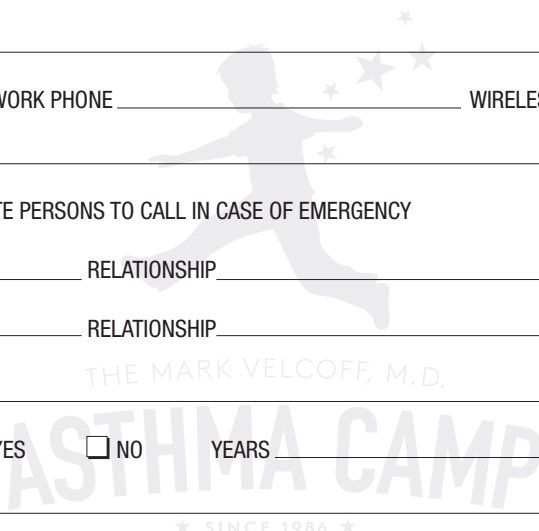 WORK PHONE WIRELES
TE PERSONS TO CALL IN CASE OF EMERGENCY
RELATIONSHIP
RELATIONSHIP
THE MARK VELCOFF, M.D.
YES NO YEARS
ASTHMA CAMP
★ SINCE 1986 ★